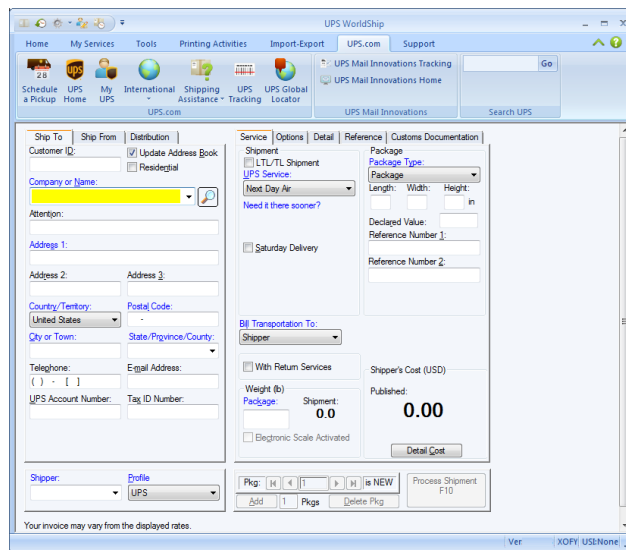 UPS WorldShip
Home My Services Tools Printing Activities Import-Export UPS.com Support
28
Schedule a Pickup
ups
UPS Home
My UPS
International
Shipping Assistance
UPS Tracking
UPS Global Locator
UPS.com
UPS Mail Innovations Tracking
UPS Mail Innovations Home
UPS Mail Innovations
Go
Search UPS
Ship To Ship From Distribution
Customer ID:
Update Address Book
Residential
Company or Name:
Attention:
Address 1:
Address 2: Address 3:
Country/Territory: Postal Code:
United States -
City or Town: State/Province/County:
Telephone: E-mail Address:
( ) - [ ]
UPS Account Number: Tax ID Number:
Shipper: Profile
UPS
Your invoice may vary from the displayed rates.
Service Options Detail Reference Customs Documentation
Shipment
LTL/TL Shipment
UPS Service:
Next Day Air
Need it there sooner?
Saturday Delivery
Bill Transportation To:
Shipper
With Return Services
Weight (lb)
Package: Shipment:
0.0
Electronic Scale Activated
Package
Package Type:
Package
Length: Width: Height:
in
Declared Value:
Reference Number 1:
Reference Number 2:
Shipper's Cost (USD)
Published:
0.00
Detail Cost
Pkg: 1 is NEW
Add 1 Pkgs Delete Pkg
Process Shipment
F10
Ver XOFY USI:None